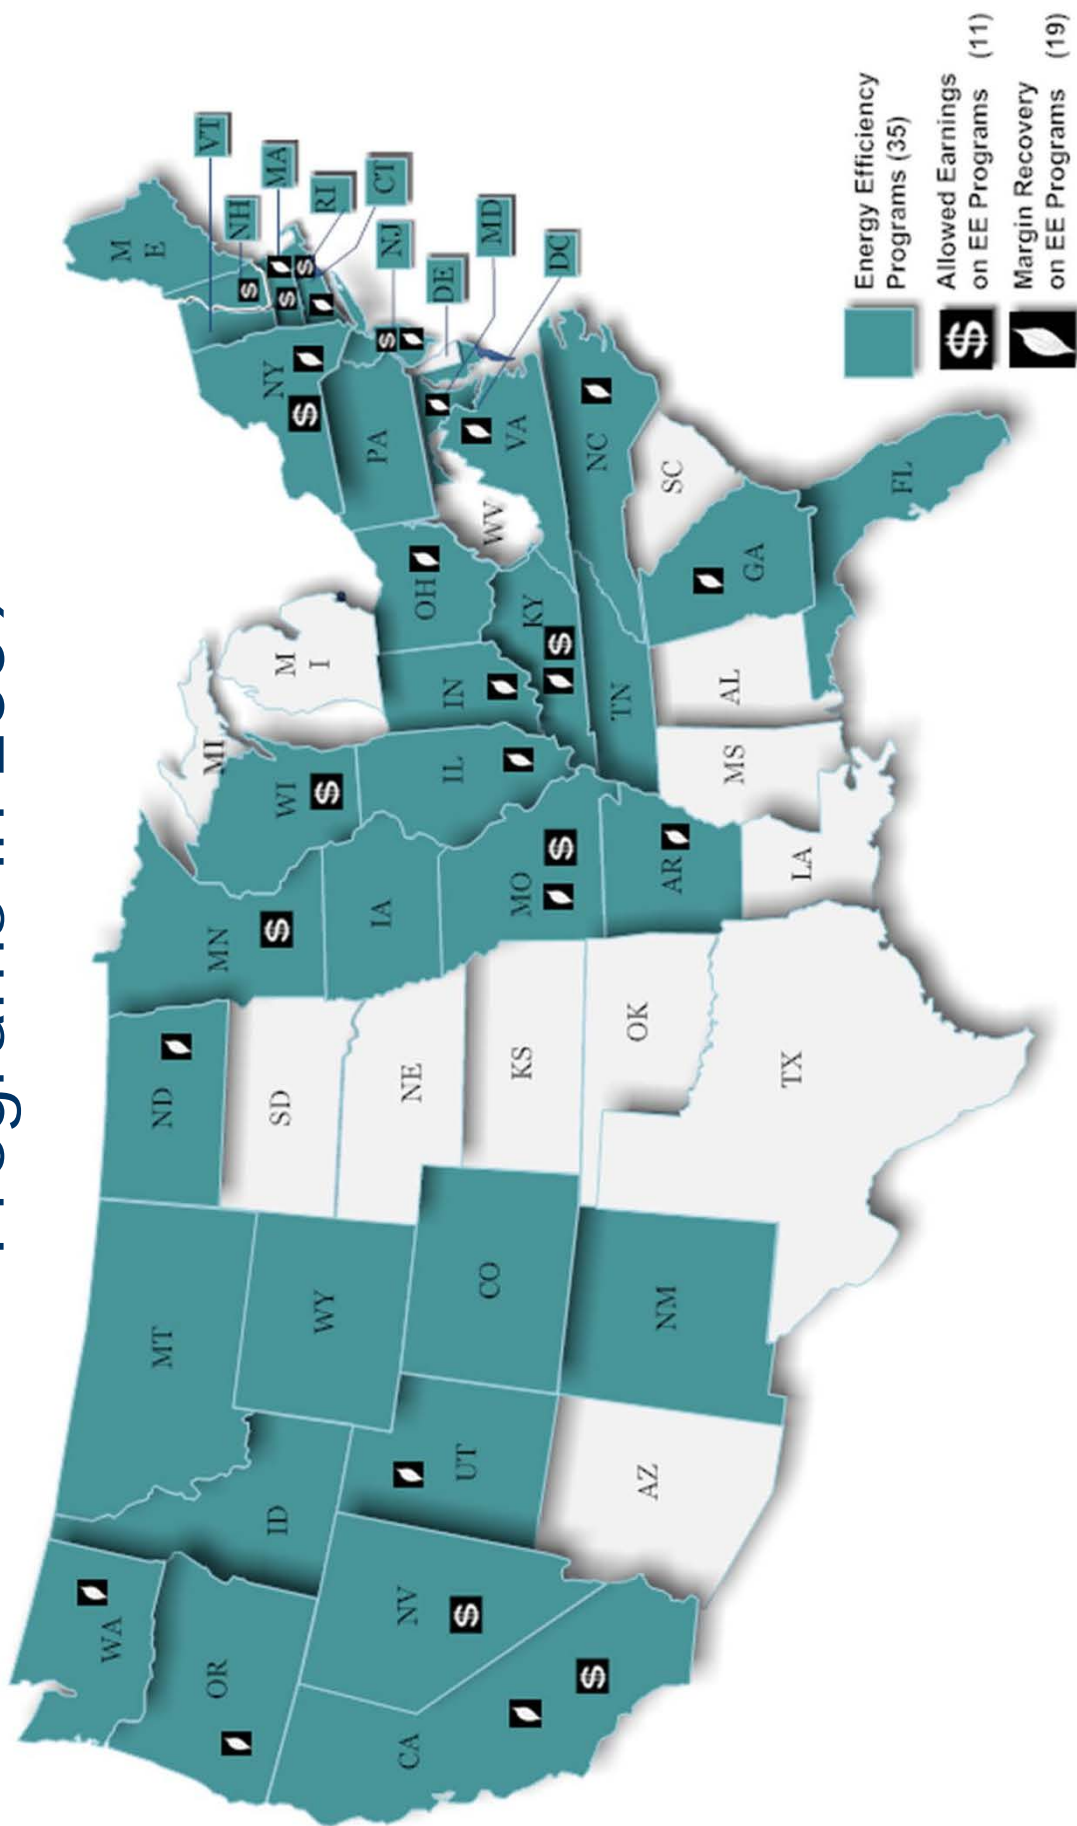 Programs in
WA
MT
ND
MN
MI
M
E
VT
OR
ID
SD
WI
M
I
NY
NH
MA
WY
IA
RI
PA
CT
NV
UT
NE
IL
IN
OH
NJ
DE
CA
CO
KS
MO
KY
WV
VA
MD
DC
AZ
NM
OK
AR
TN
NC
SC
TX
LA
MS
AL
GA
FL
Energy Efficiency
Programs (35)
Allowed Earnings
on EE Programs (11)
Margin Recovery
on EE Programs (19)